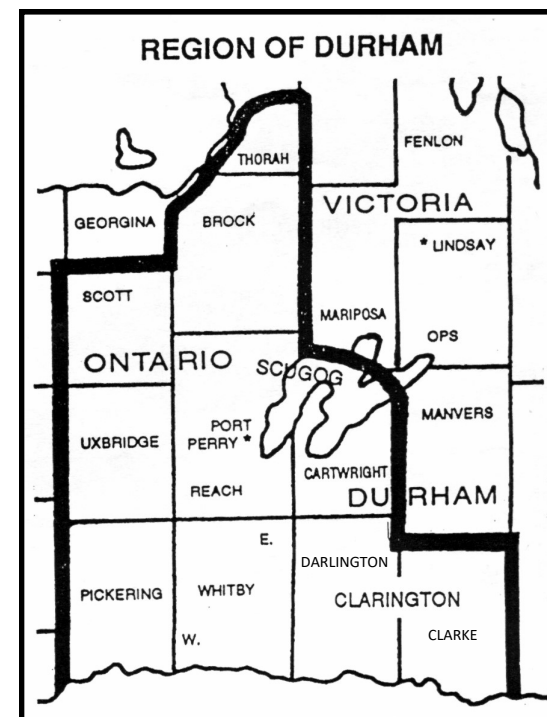 REGION OF DURHAM
THORAH
FENLON
GEORGINA
BROCK
VICTORIA
* LINDSAY
SCOTT
MARIPOSA
OPS
ONTARIO
SCUGOG
UXBRIDGE
PORT
PERRY *
MANVERS
REACH
CARTWRIGHT
DURHAM
E.
DARLINGTON
PICKERING
WHITBY
CLARINGTON
W.
CLARKE